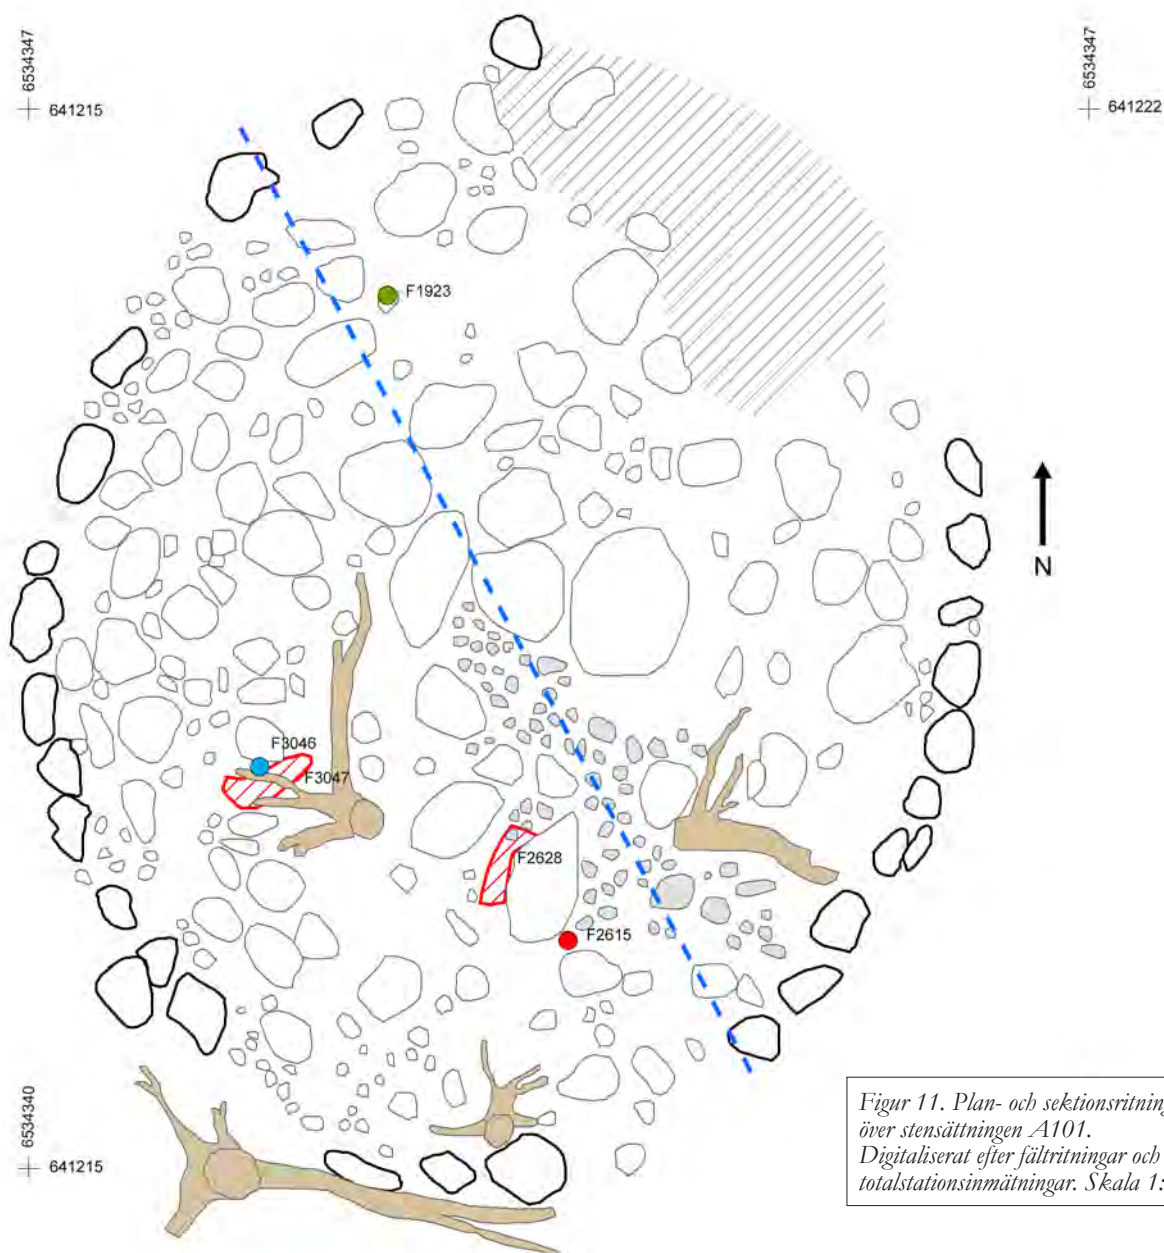 6534347
641215
6534347
641222
F1923
N
F3046
F3047
F2628
F2615
6534340
641215
Figur 11. Plan- och sektionsritning
över stensättningen A101.
Digitaliserat efter fältritningar och
totalstationsinmätningar. Skala 1: